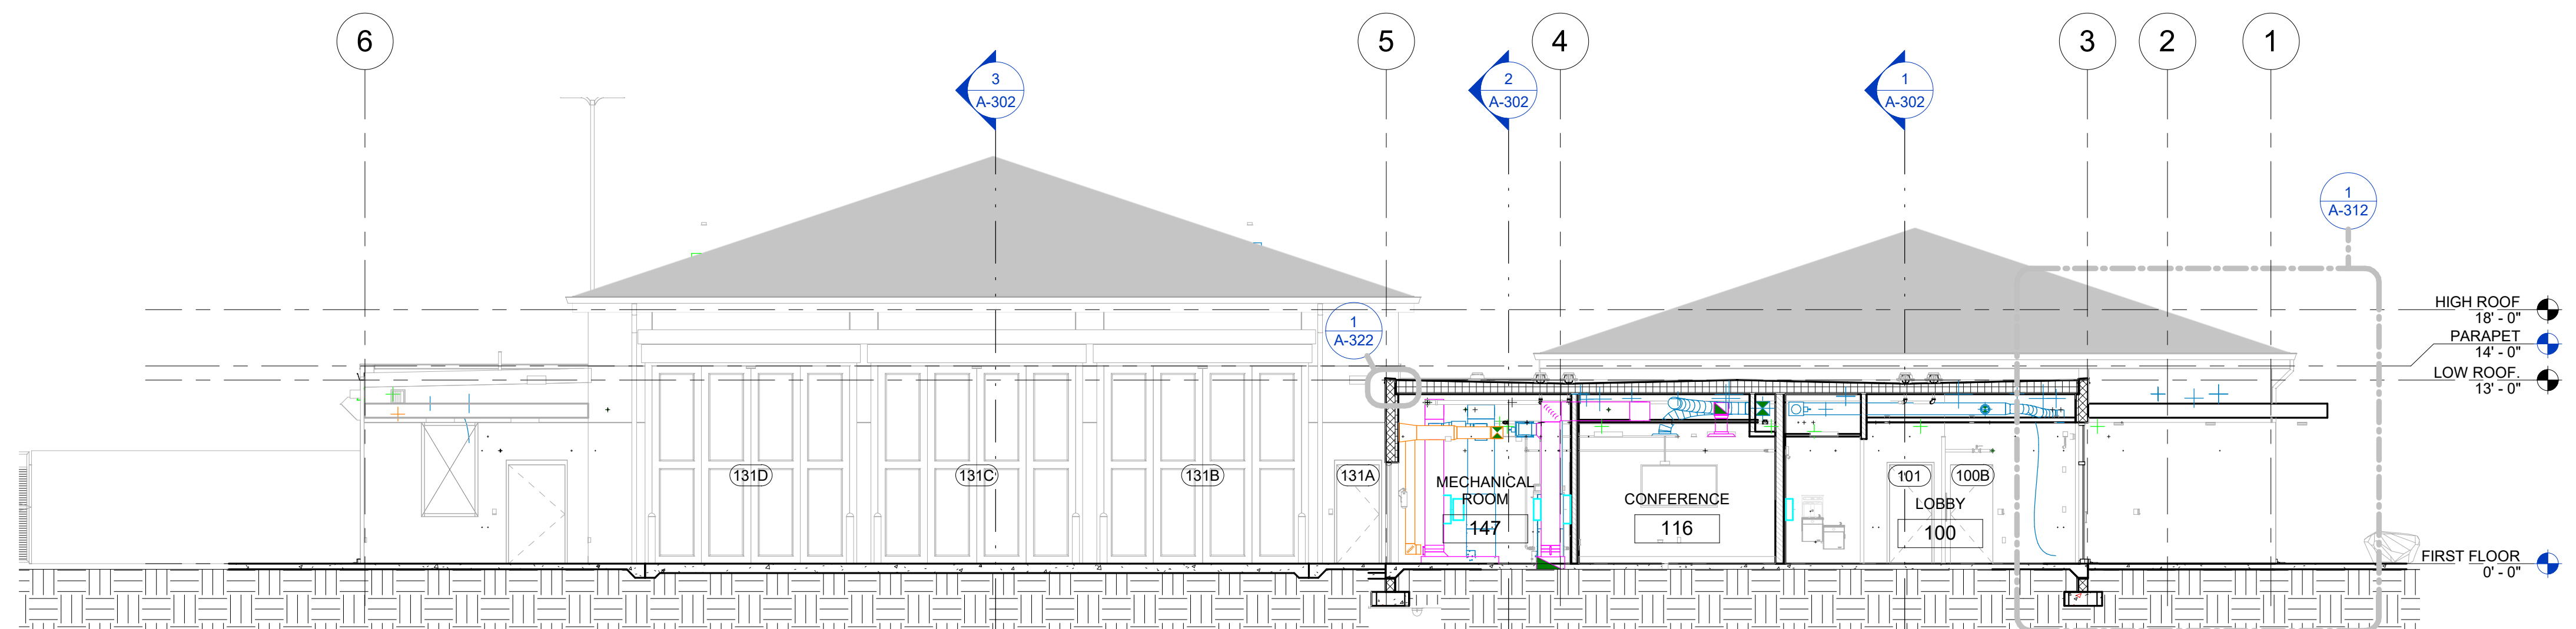 6
5
4
3
2
1
3
A-302
2
A-302
1
A-302
1
A-312
1
A-322
HIGH ROOF
18' - 0"
PARAPET
14' - 0"
LOW ROOF.
13' - 0"
131D
131C
131B
131A
MECHANICAL
ROOM
147
CONFERENCE
116
101
100B
LOBBY
100
FIRST FLOOR
0' - 0"